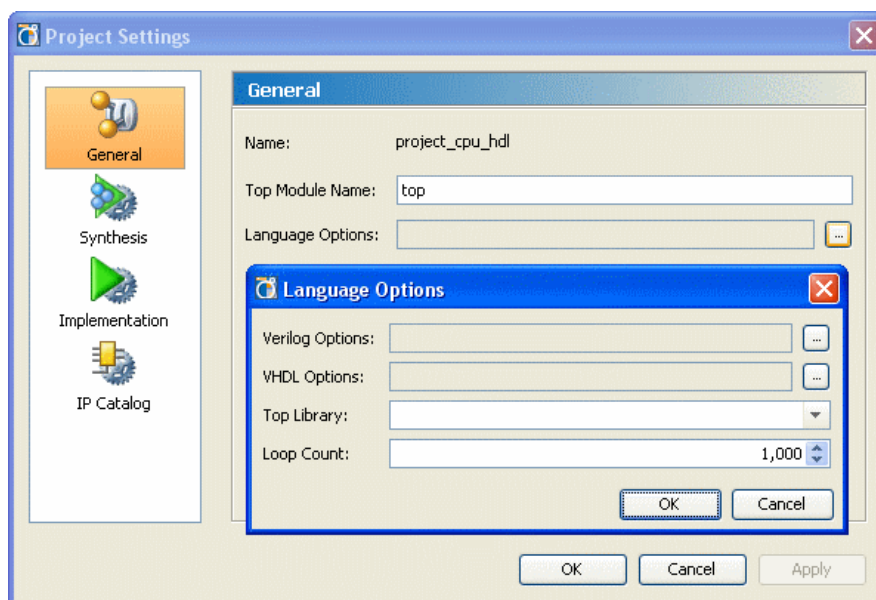 Project Settings
General
General
Name: project_cpu_hdl
Top Module Name: top
Language Options: ...
Synthesis
Implementation
IP Catalog
Language Options
Verilog Options: ...
VHDL Options: ...
Top Library:
Loop Count: 1,000
OK Cancel
OK Cancel Apply